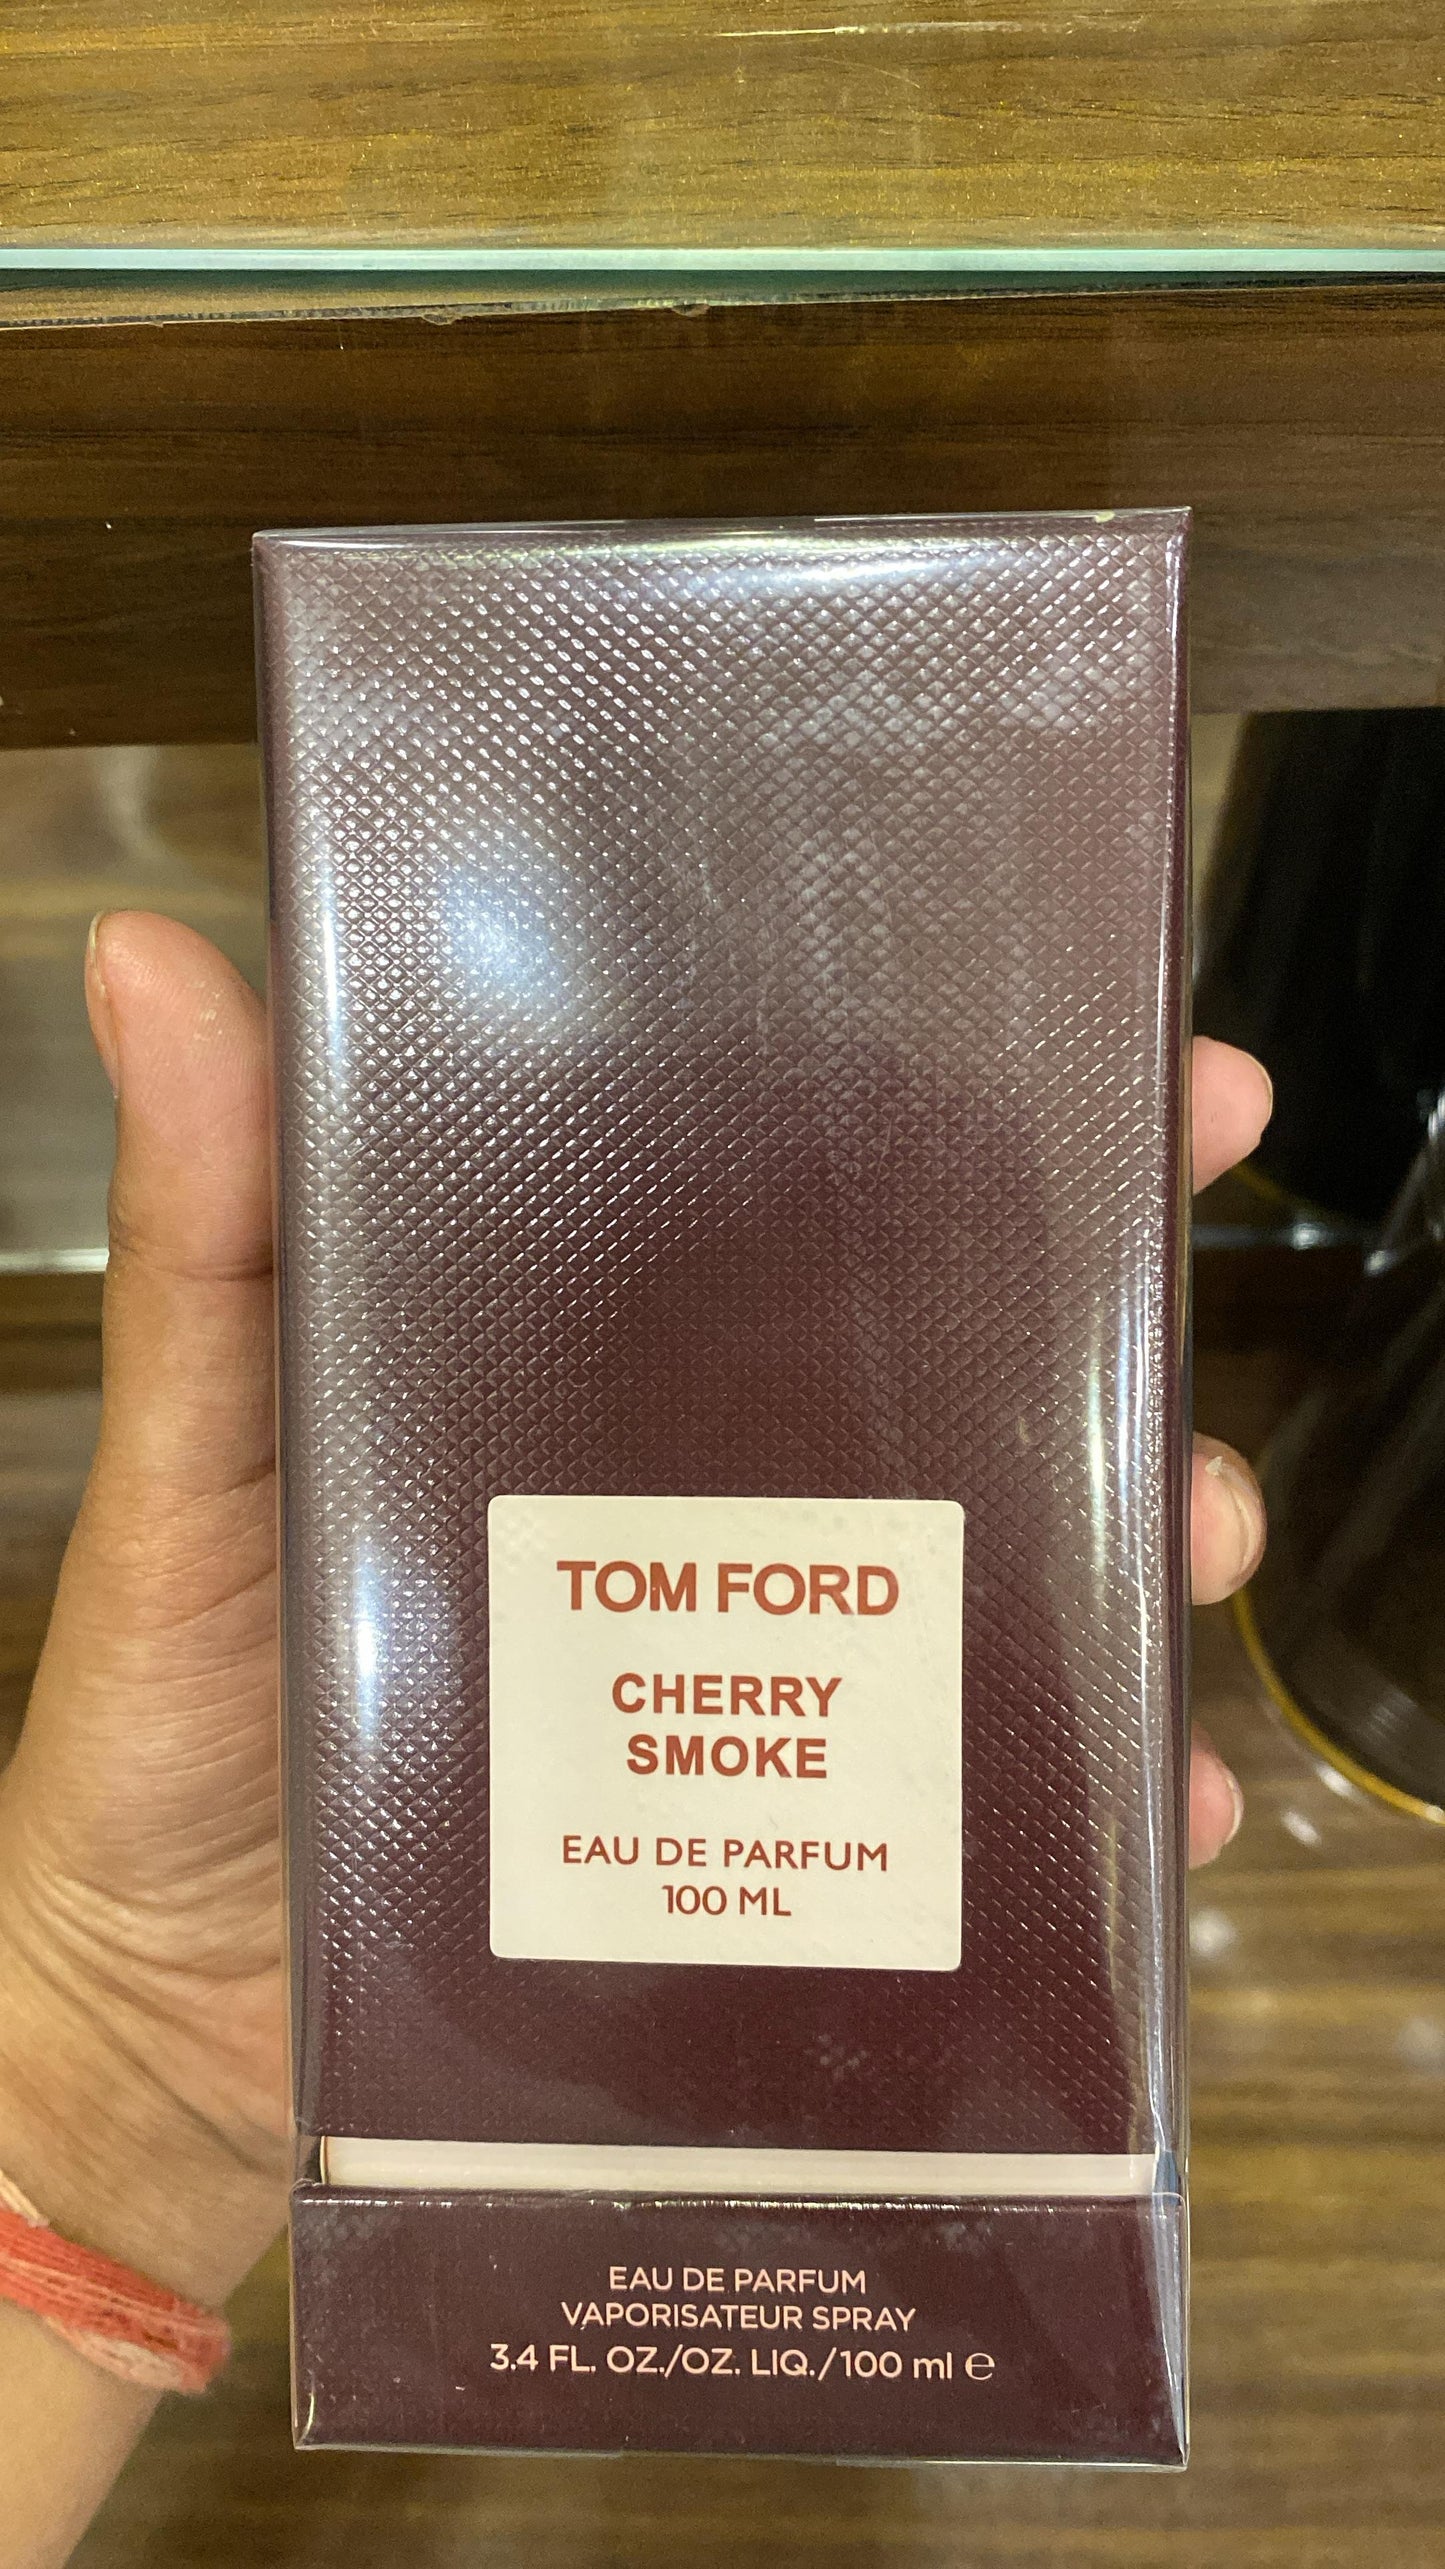 TOM FORD
CHERRY
SMOKE
EAU DE PARFUM
100 ML
EAU DE PARFUM
VAPORISATEUR SPRAY
3.4 FL. OZ./OZ. LIQ./100 ml ℮